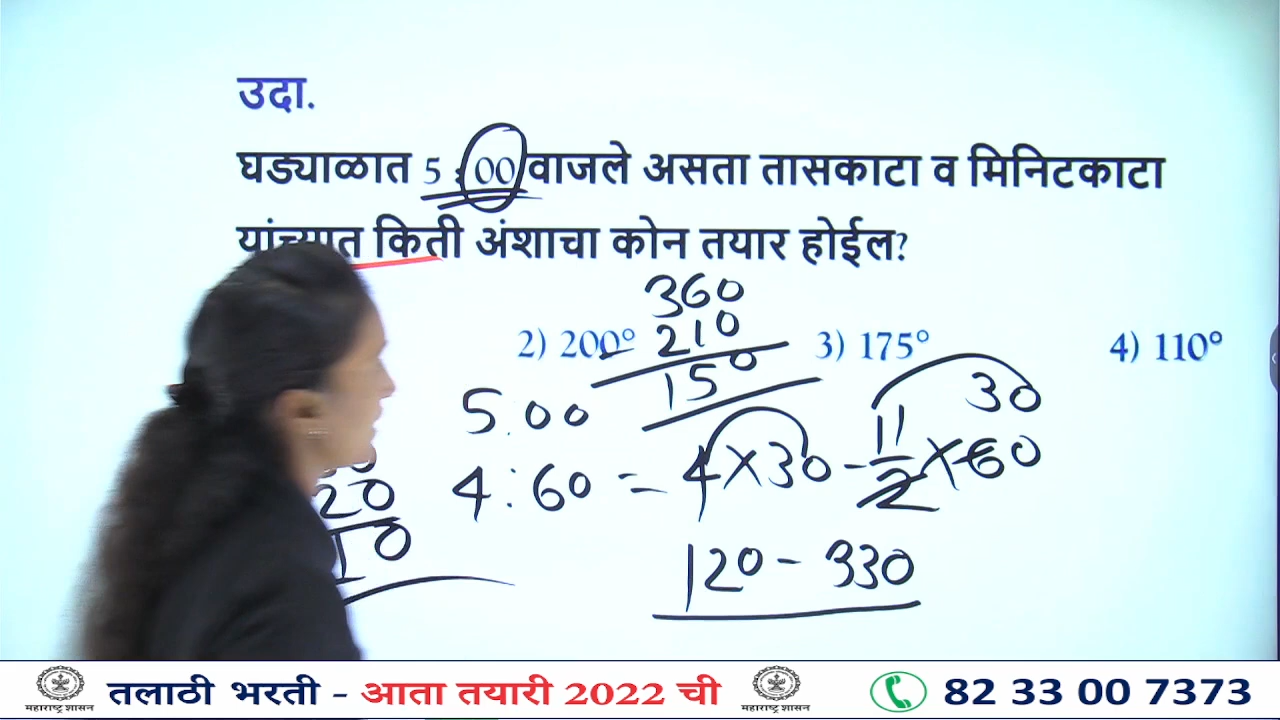 उदा.
घड्याळात 5 : 00 वाजले असता तासकाटा व मिनिटकाटा
यांच्यात किती अंशाचा कोन तयार होईल?
360
- 210
150
2) 200° 3) 175° 4) 110°
5:00
4:60 = 4×30 - 11/2 × 60
30
20
10
120 - 330
तलाठी भरती - आता तयारी 2022 ची
महाराष्ट्र शासन
महाराष्ट्र शासन
82 33 00 7373